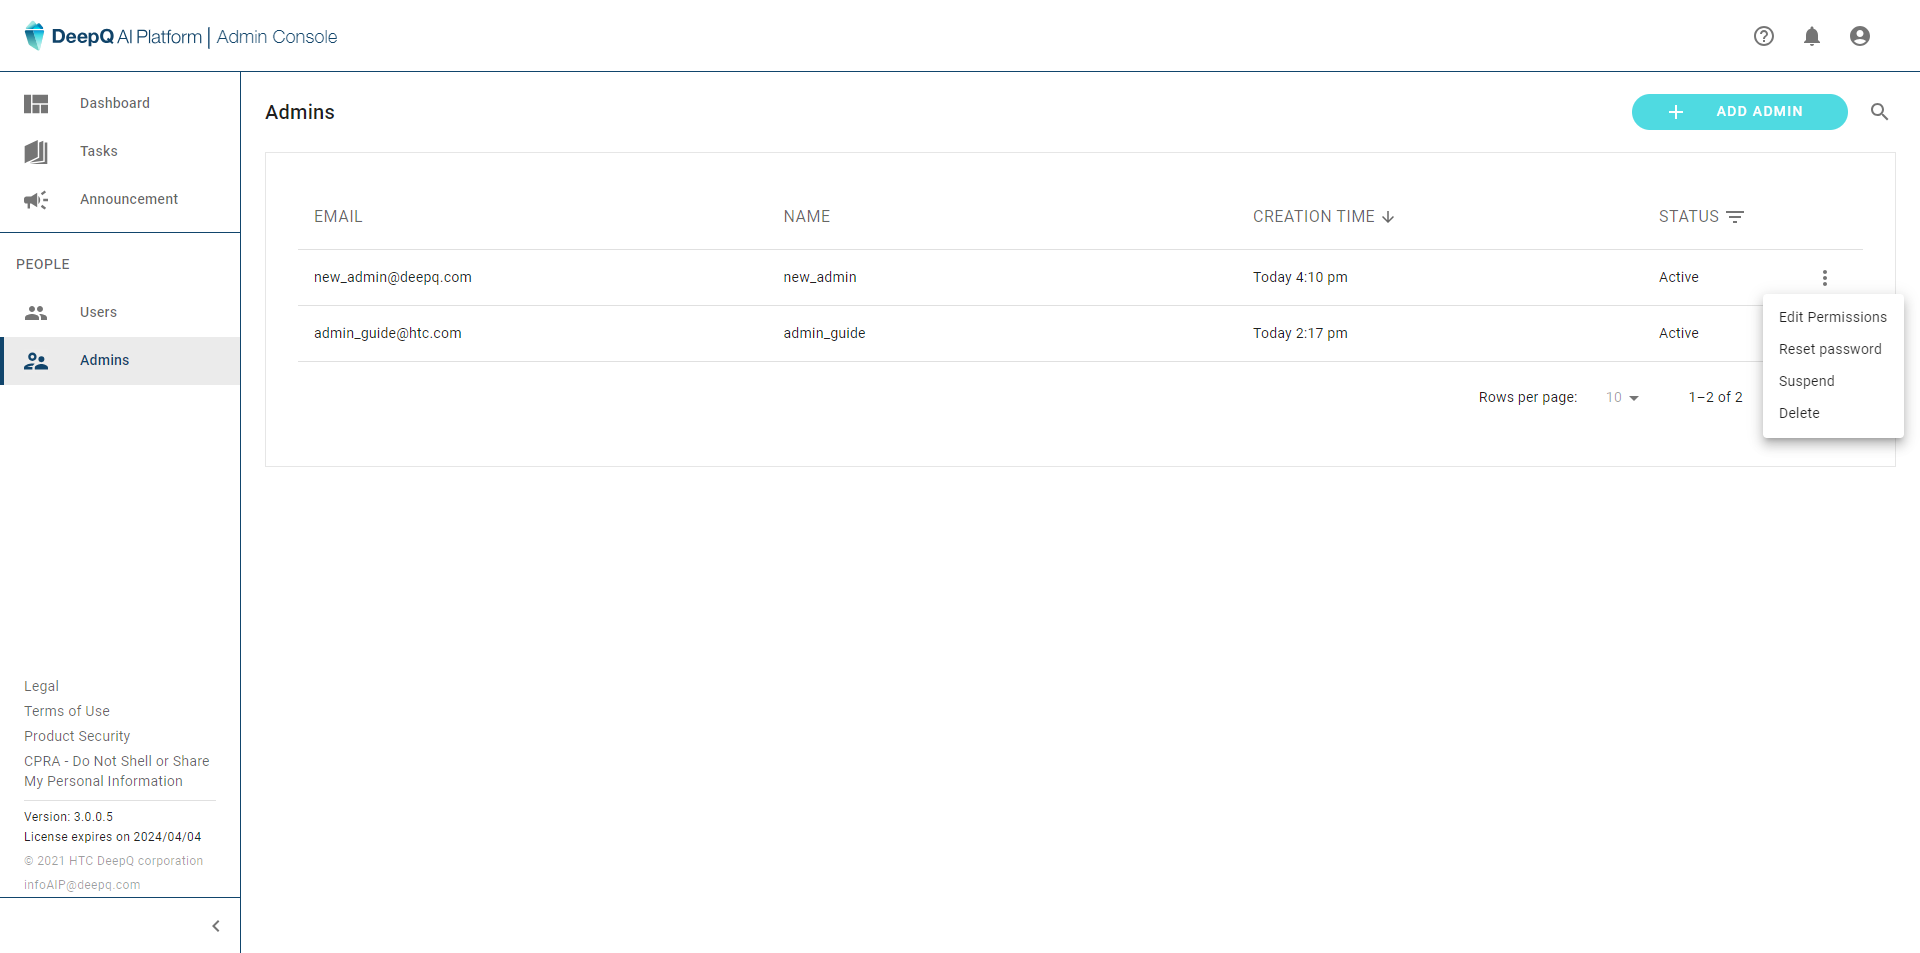 DeepQ AI Platform | Admin Console
Dashboard
Tasks
Announcement
PEOPLE
Users
Admins
Legal
Terms of Use
Product Security
CPRA - Do Not Shell or Share
My Personal Information
Version: 3.0.0.5
License expires on 2024/04/04
© 2021 HTC DeepQ corporation
infoAIP@deepq.com
Admins
ADD ADMIN
EMAIL NAME CREATION TIME STATUS
new_admin@deepq.com new_admin Today 4:10 pm Active
admin_guide@htc.com admin_guide Today 2:17 pm Active
Rows per page: 10 1–2 of 2
Edit Permissions
Reset password
Suspend
Delete